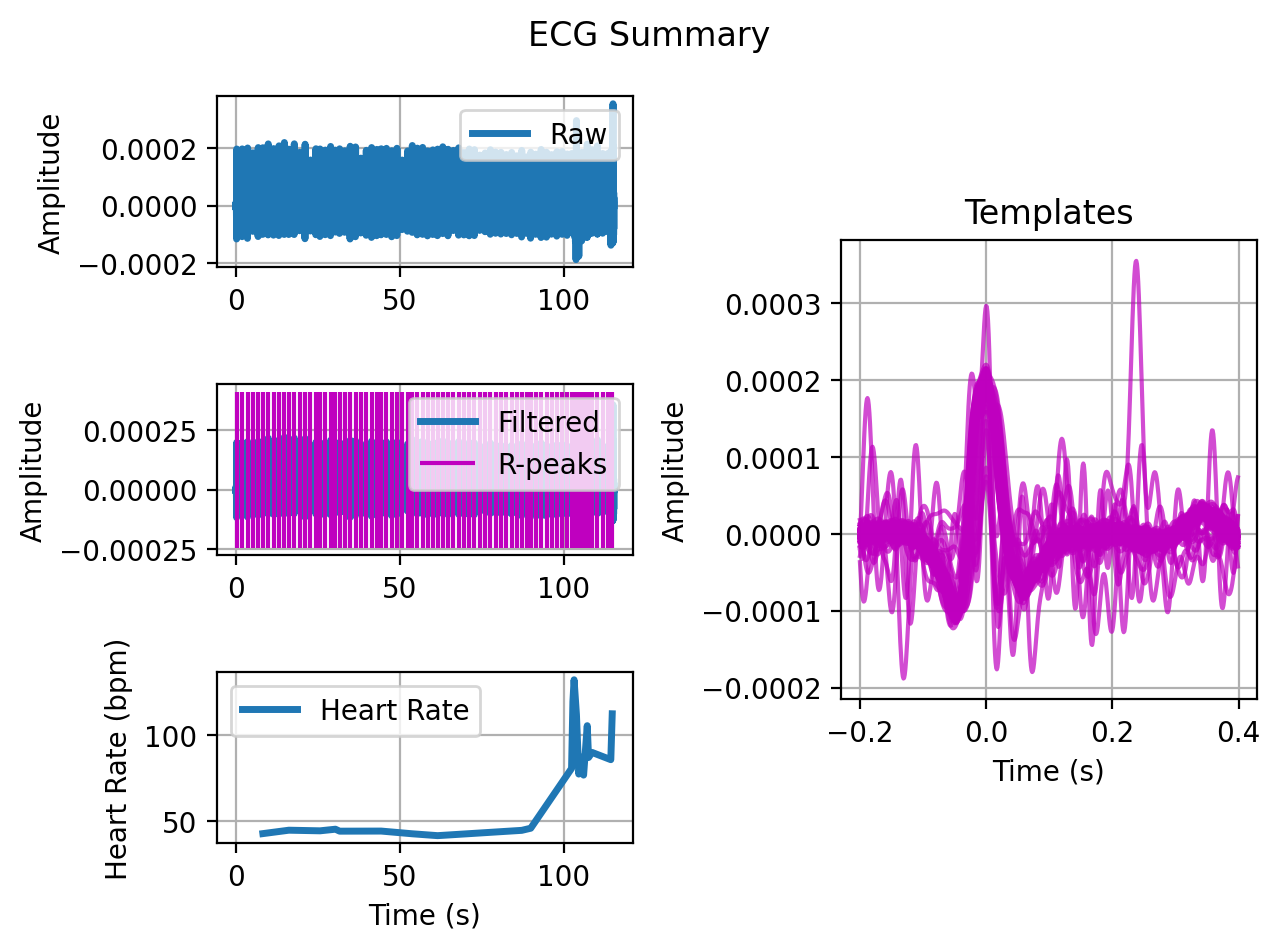 ECG Summary
Amplitude
0.0002
0.0000
−0.0002
Raw
0 50 100
Amplitude
0.00025
0.00000
−0.00025
Filtered
R-peaks
0 50 100
Heart Rate (bpm)
100
50
Heart Rate
0 50 100
Time (s)
Templates
Amplitude
0.0003
0.0002
0.0001
0.0000
−0.0001
−0.0002
−0.2 0.0 0.2 0.4
Time (s)